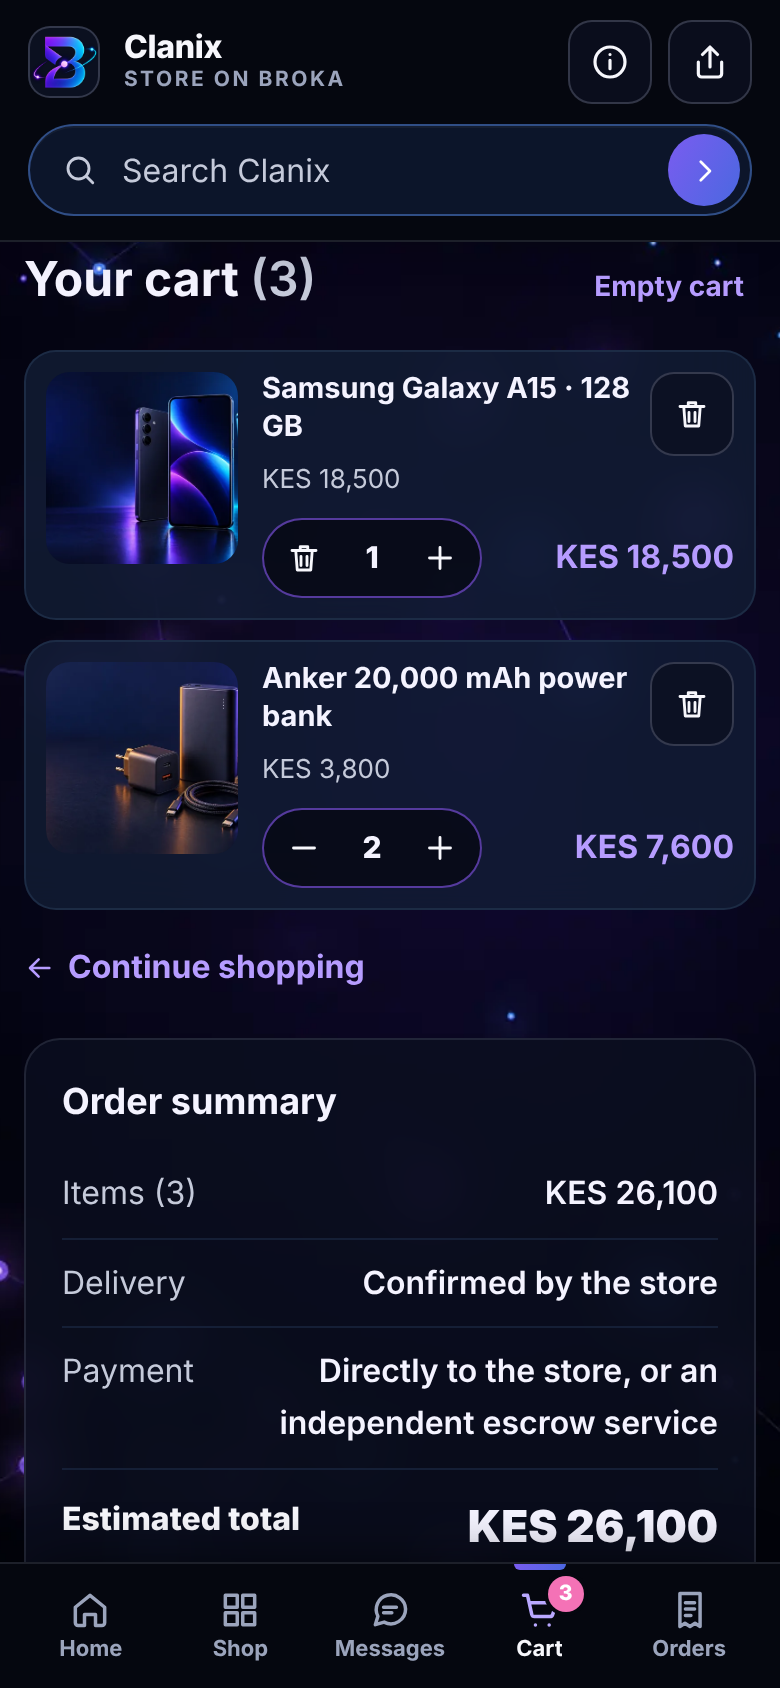 Clanix
STORE ON BROKA
Search Clanix
Your cart (3)
Empty cart
Samsung Galaxy A15 · 128
GB
KES 18,500
1
KES 18,500
Anker 20,000 mAh power
bank
KES 3,800
2
KES 7,600
Continue shopping
Order summary
Items (3)
KES 26,100
Delivery
Confirmed by the store
Payment
Directly to the store, or an
independent escrow service
Estimated total
KES 26,100
3
Home
Shop
Messages
Cart
Orders